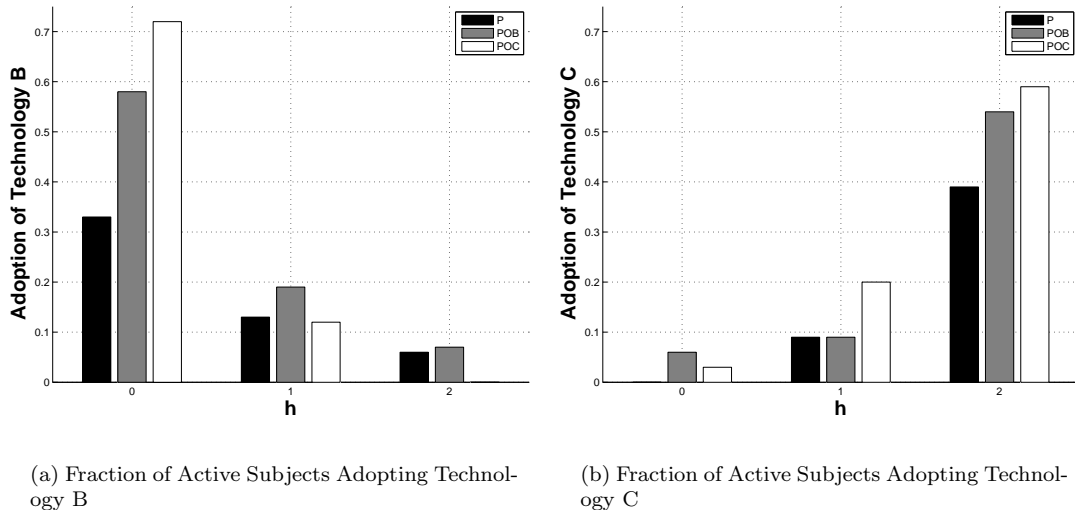 0.7
0.6
0.5
0.4
0.3
0.2
0.1
0
Adoption of Technology B
0
1
2
h
P
POB
POC
0.7
0.6
0.5
0.4
0.3
0.2
0.1
0
Adoption of Technology C
0
1
2
h
P
POB
POC
(a) Fraction of Active Subjects Adopting Technol-
ogy B
(b) Fraction of Active Subjects Adopting Technol-
ogy C